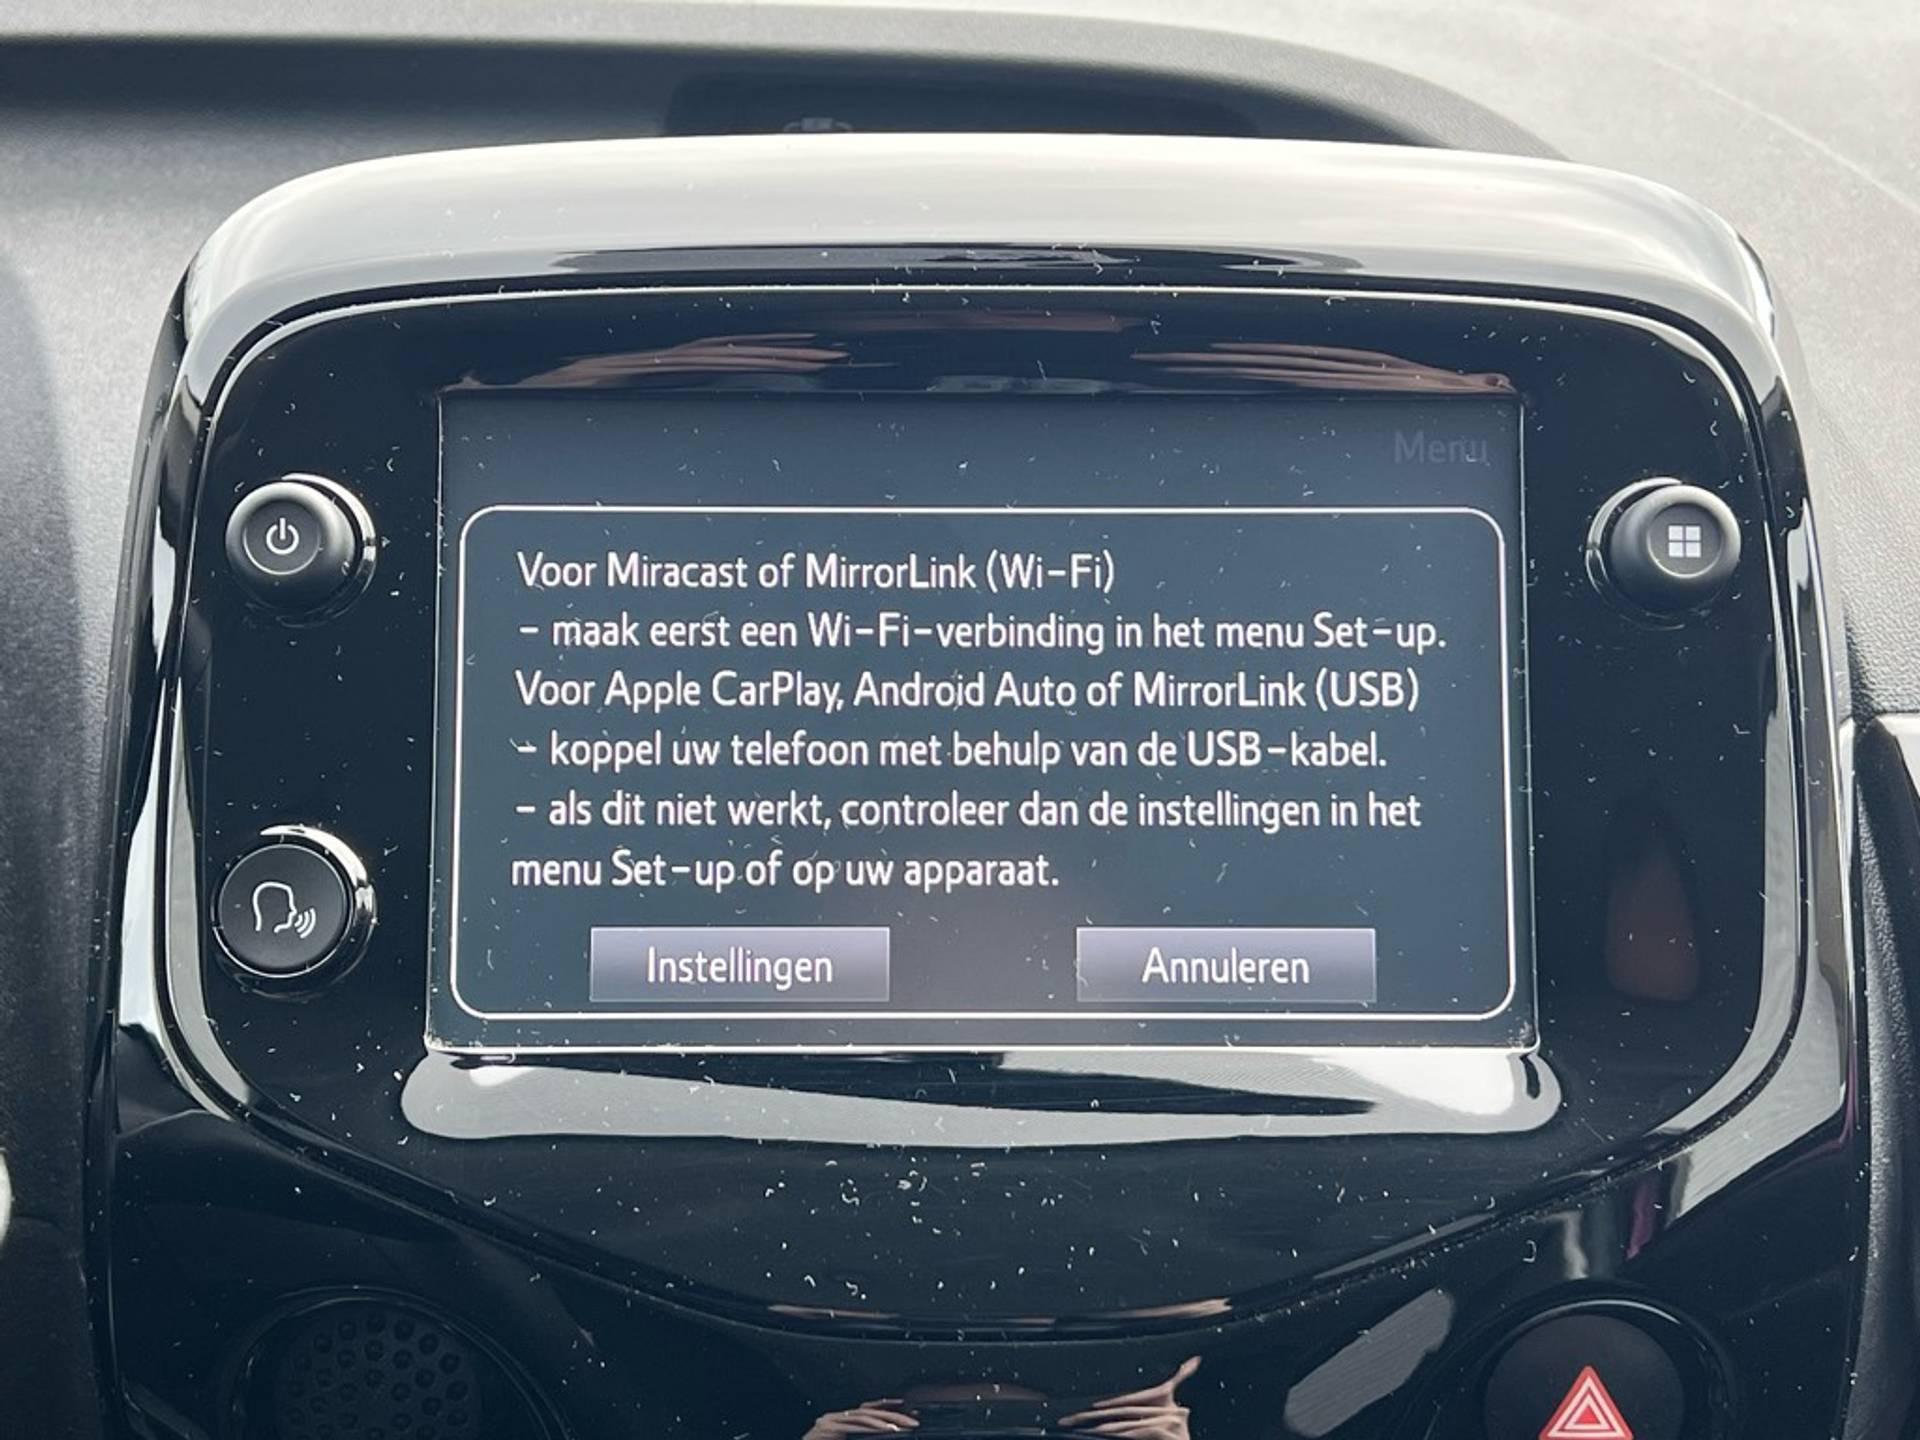 Menu
Voor Miracast of MirrorLink (Wi-Fi)
- maak eerst een Wi-Fi-verbinding in het menu Set-up.
Voor Apple CarPlay, Android Auto of MirrorLink (USB)
- koppel uw telefoon met behulp van de USB-kabel.
- als dit niet werkt, controleer dan de instellingen in het
menu Set-up of op uw apparaat.
Instellingen
Annuleren